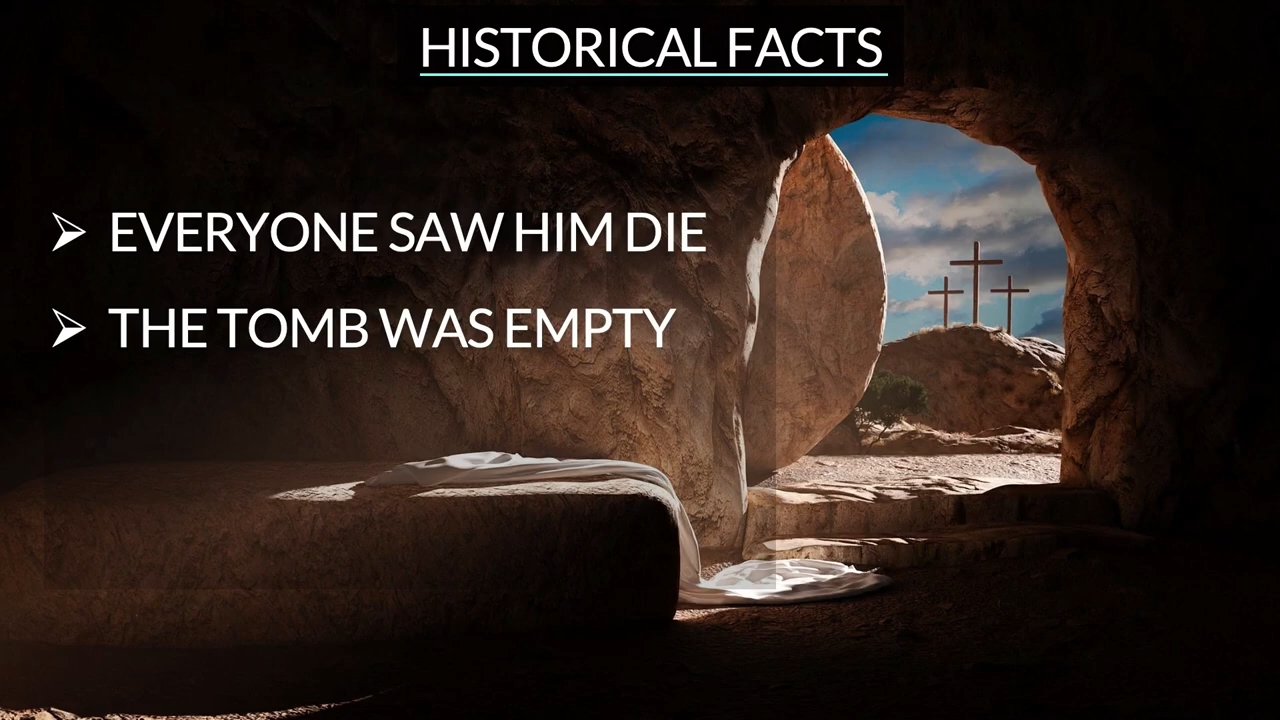 HISTORICAL FACTS
EVERYONE SAW HIM DIE
THE TOMB WAS EMPTY